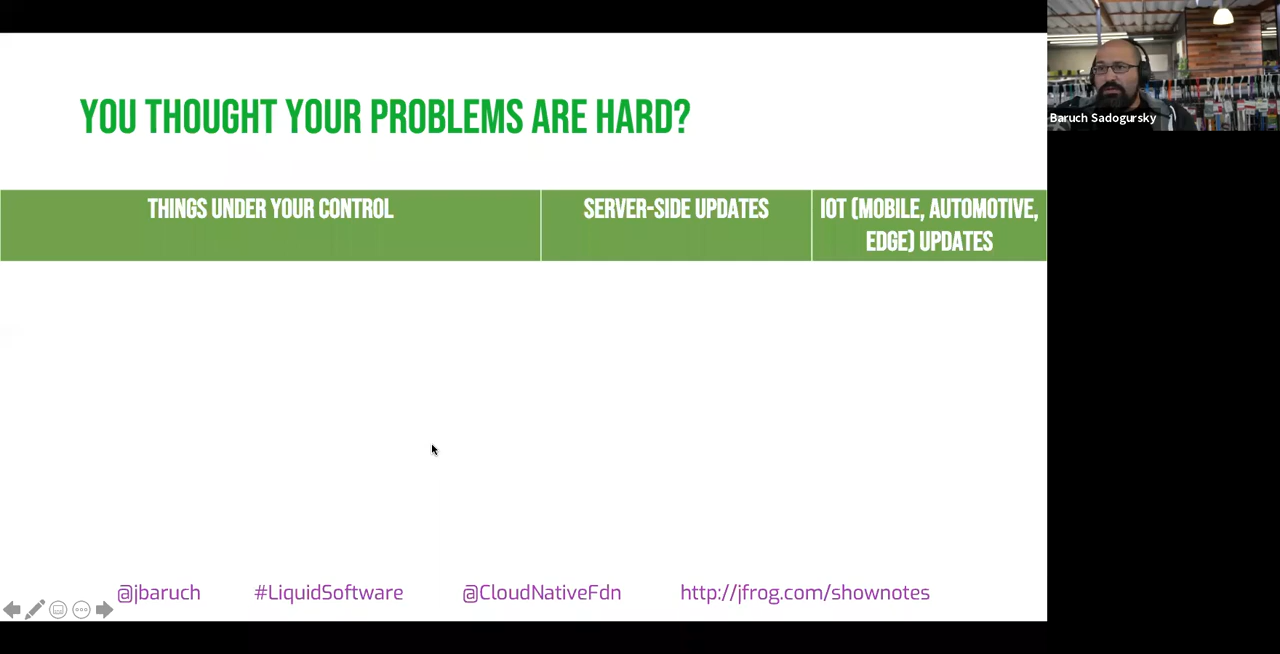 YOU THOUGHT YOUR PROBLEMS ARE HARD?
THINGS UNDER YOUR CONTROL
SERVER-SIDE UPDATES
IOT (MOBILE, AUTOMOTIVE,
EDGE) UPDATES
@jbaruch
#LiquidSoftware
@CloudNativeFdn
http://jfrog.com/shownotes
Baruch Sadogursky